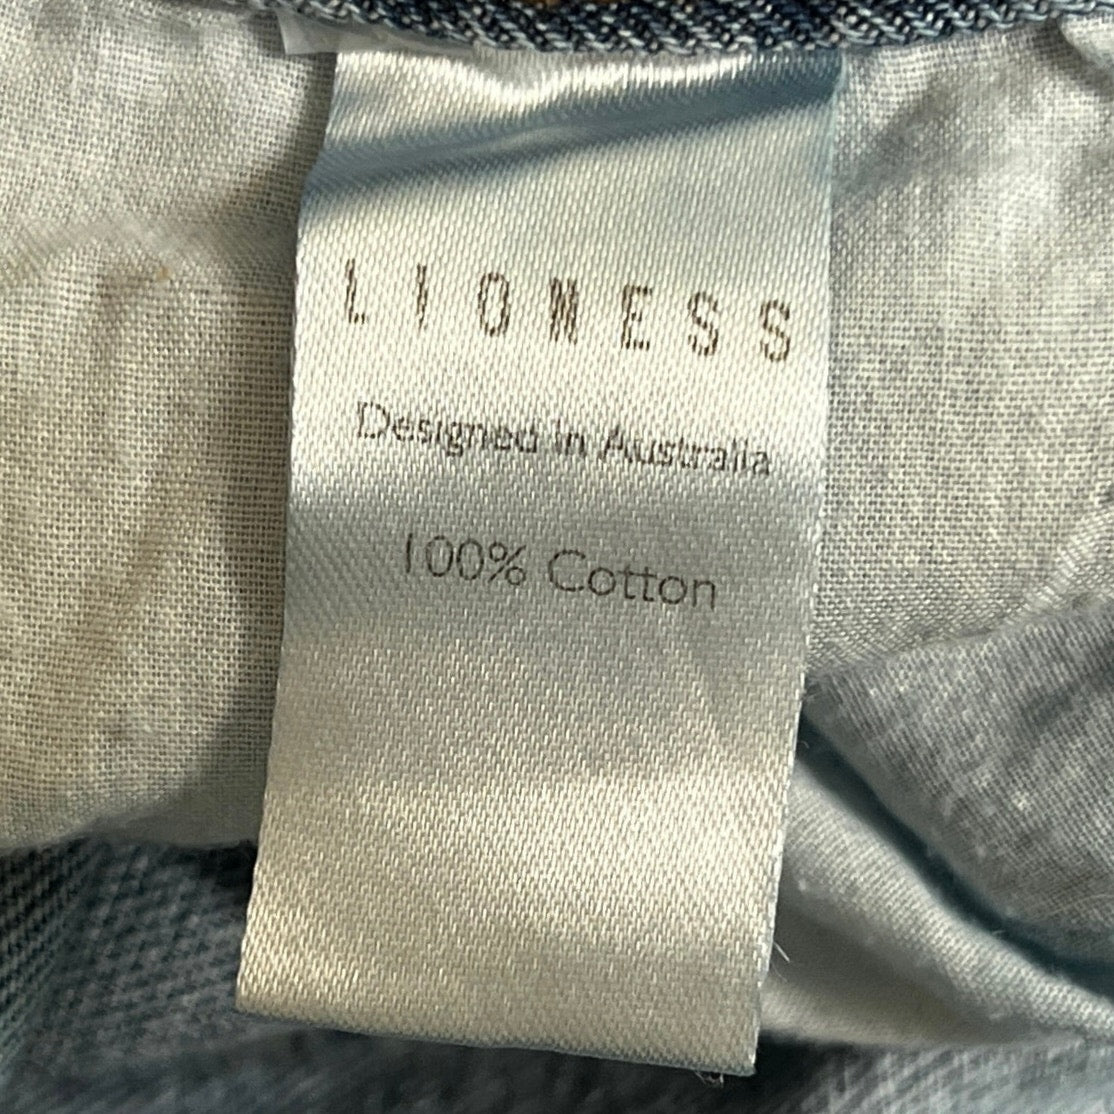 LIONESS
Designed in Australia
100% Cotton